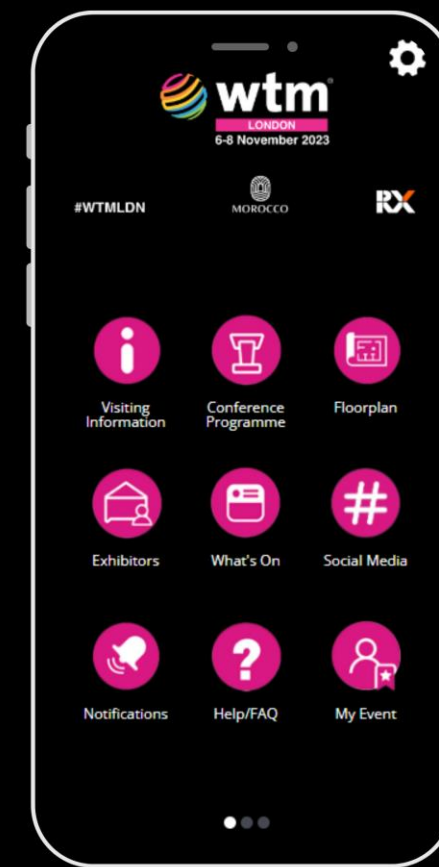 wtm
LONDON
6-8 November 2023
#WTMLDN
MOROCCO
RX
Visiting
Information
Conference
Programme
Floorplan
Exhibitors
What's On
Social Media
Notifications
Help/FAQ
My Event